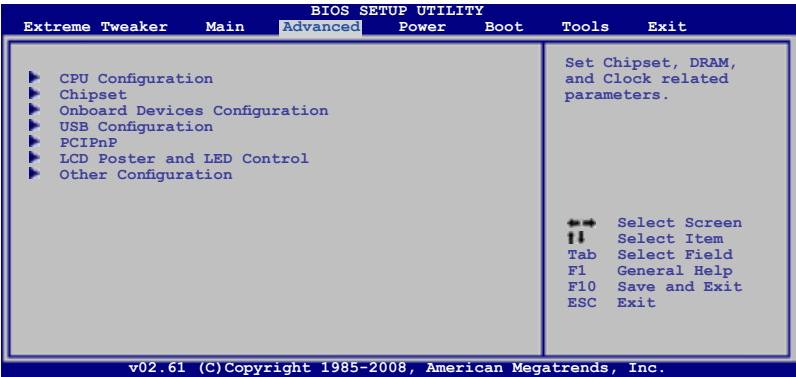 BIOS SETUP UTILITY
Extreme Tweaker Main Advanced Power Boot Tools Exit
CPU Configuration
Chipset
Onboard Devices Configuration
USB Configuration
PCIPnP
LCD Poster and LED Control
Other Configuration
Set Chipset, DRAM,
and Clock related
parameters.
←→ Select Screen
↑↓ Select Item
Tab Select Field
F1 General Help
F10 Save and Exit
ESC Exit
v02.61 (C)Copyright 1985-2008, American Megatrends, Inc.